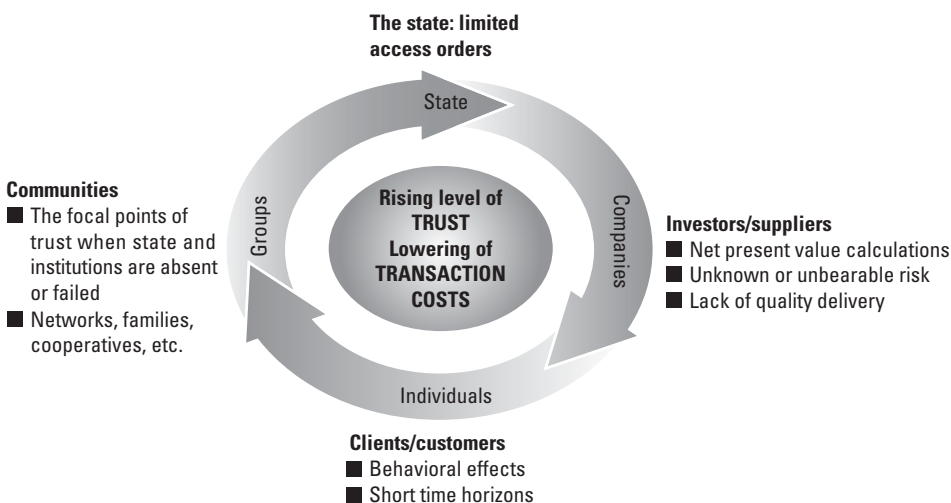 The state: limited
access orders
State
Communities
■ The focal points of
trust when state and
institutions are absent
or failed
■ Networks, families,
cooperatives, etc.
Groups
Rising level of
TRUST
Lowering of
TRANSACTION
COSTS
Companies
Investors/suppliers
■ Net present value calculations
■ Unknown or unbearable risk
■ Lack of quality delivery
Individuals
Clients/customers
■ Behavioral effects
■ Short time horizons